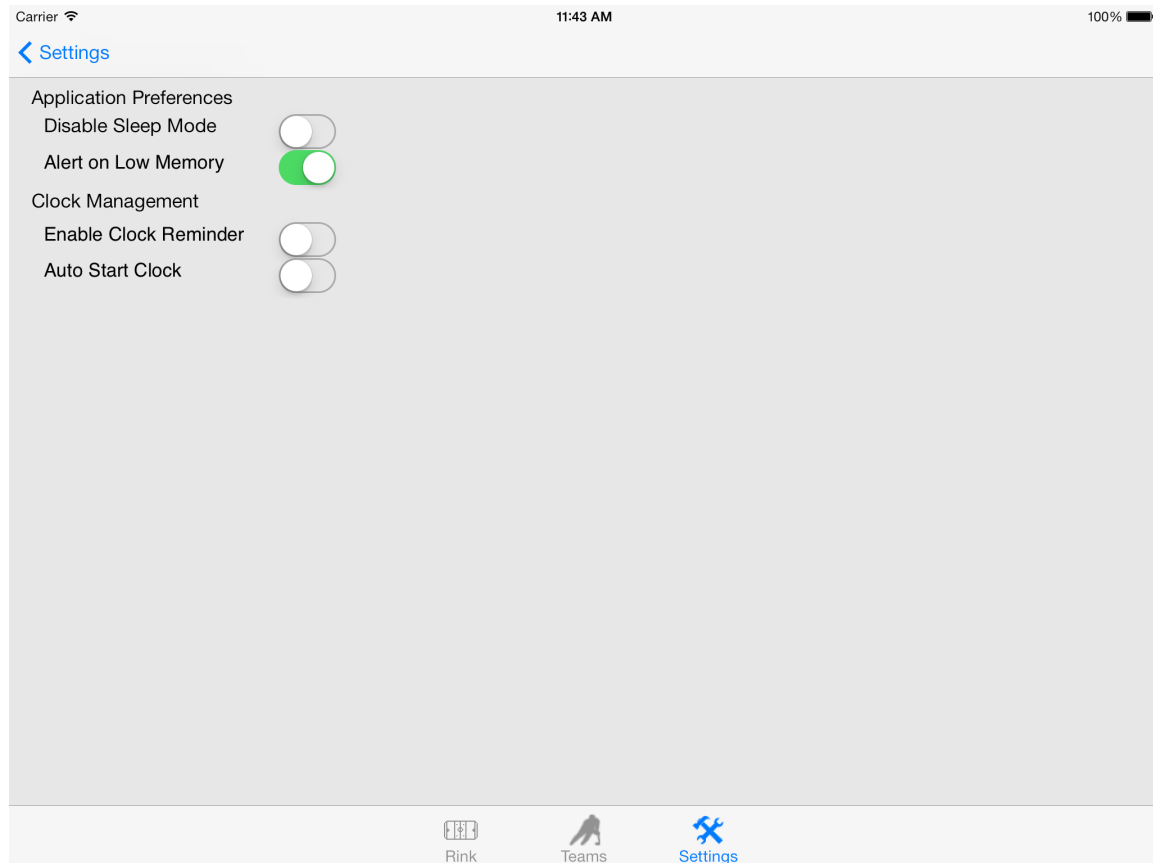 Carrier 11:43 AM 100%
Settings
Application Preferences
Disable Sleep Mode
Alert on Low Memory
Clock Management
Enable Clock Reminder
Auto Start Clock
Rink Teams Settings